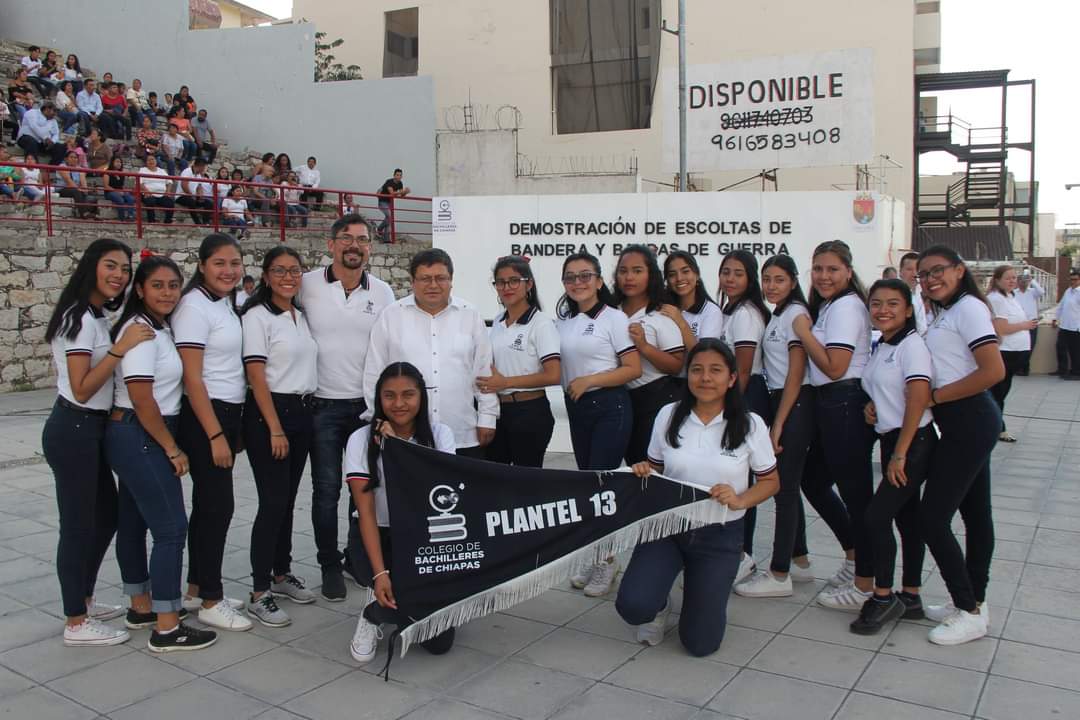 DISPONIBLE
9611740703
9616583408
DEMOSTRACIÓN DE ESCOLTAS DE
BANDERA Y BANDAS DE GUERRA
PLANTEL 13
COLEGIO DE
BACHILLERES
DE CHIAPAS